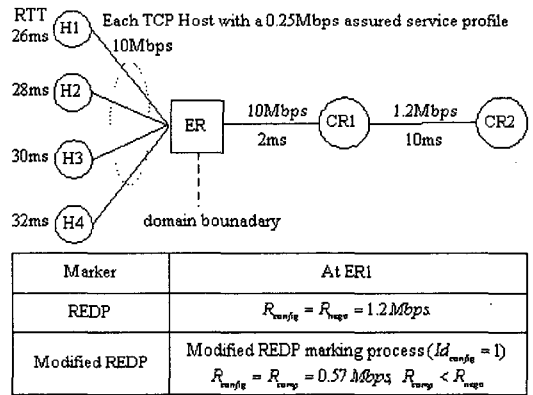 RTT
Each TCP Host with a 0.25Mbps assured service profile
26ms
H1
10Mbps
28ms
H2
ER
10Mbps
2ms
CR1
1.2Mbps
10ms
CR2
30ms
H3
32ms
H4
domain bounadary
Marker
At ER1
REDP
R_config = R_nego = 1.2Mbps.
Modified REDP
Modified REDP marking process (Id_config = 1)
R_config = R_comp = 0.57 Mbps, R_comp < R_nego